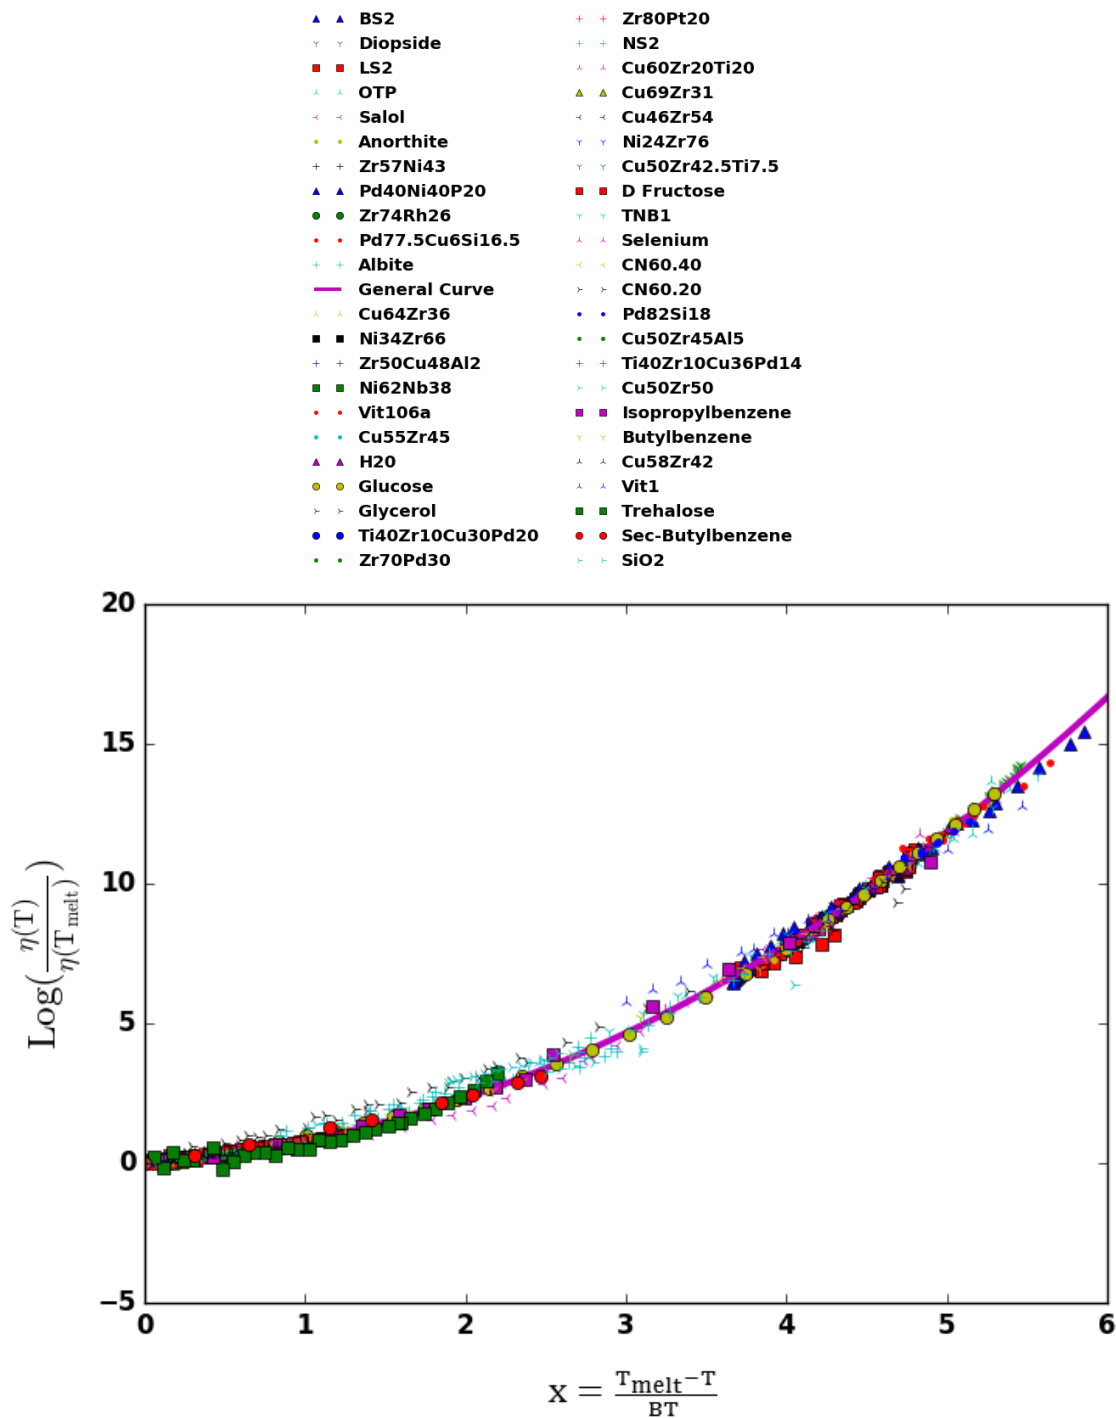 BS2
Diopside
LS2
OTP
Salol
Anorthite
Zr57Ni43
Pd40Ni40P20
Zr74Rh26
Pd77.5Cu6Si16.5
Albite
General Curve
Cu64Zr36
Ni34Zr66
Zr50Cu48Al2
Ni62Nb38
Vit106a
Cu55Zr45
H20
Glucose
Glycerol
Ti40Zr10Cu30Pd20
Zr70Pd30
Zr80Pt20
NS2
Cu60Zr20Ti20
Cu69Zr31
Cu46Zr54
Ni24Zr76
Cu50Zr42.5Ti7.5
D Fructose
TNB1
Selenium
CN60.40
CN60.20
Pd82Si18
Cu50Zr45Al5
Ti40Zr10Cu36Pd14
Cu50Zr50
Isopropylbenzene
Butylbenzene
Cu58Zr42
Vit1
Trehalose
Sec-Butylbenzene
SiO2
20
15
10
5
0
−5
Log(η(T)/η(Tmelt))
0 1 2 3 4 5 6
x = Tmelt−T/BT